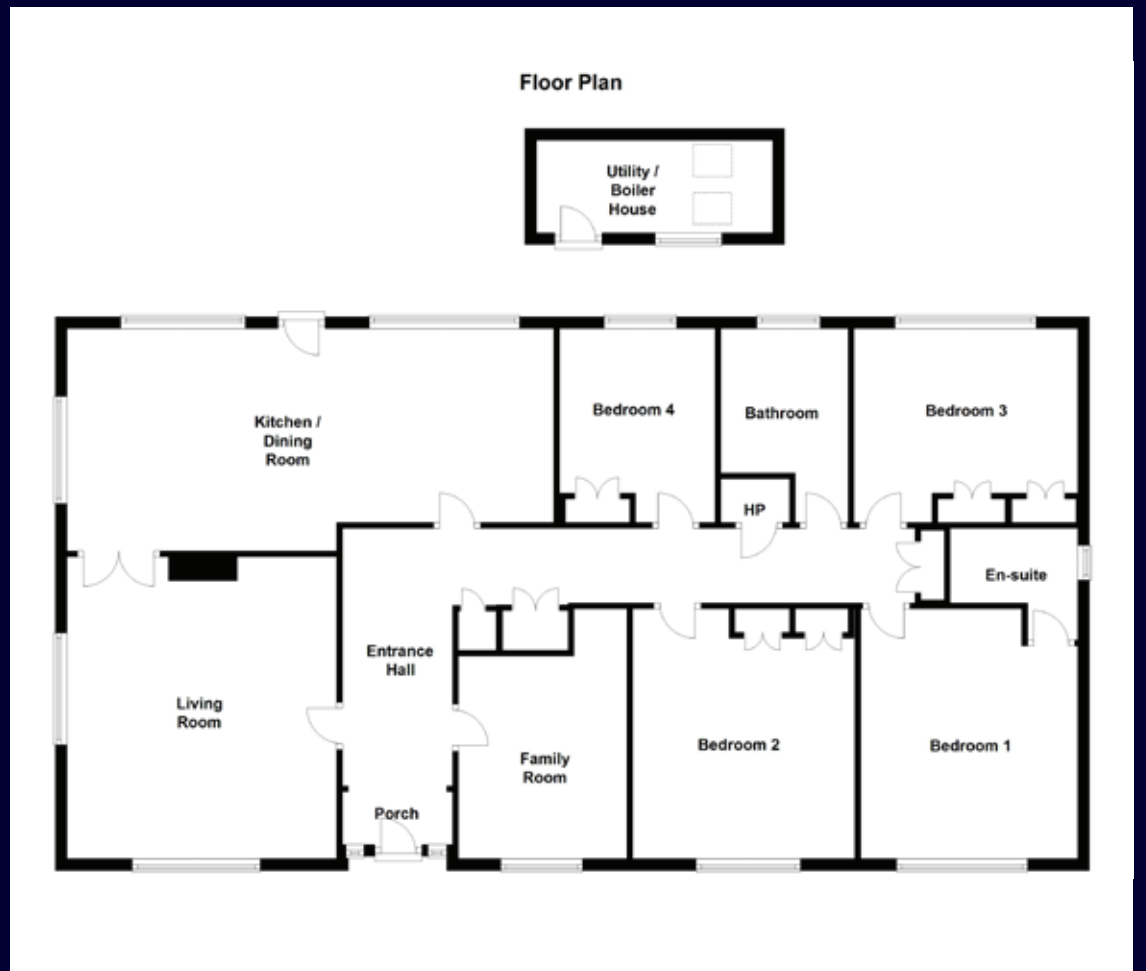 Floor Plan
Utility /
Boiler
House
Kitchen /
Dining
Room
Bedroom 4
Bathroom
Bedroom 3
HP
En-suite
Entrance
Hall
Living
Room
Family
Room
Bedroom 2
Bedroom 1
Porch